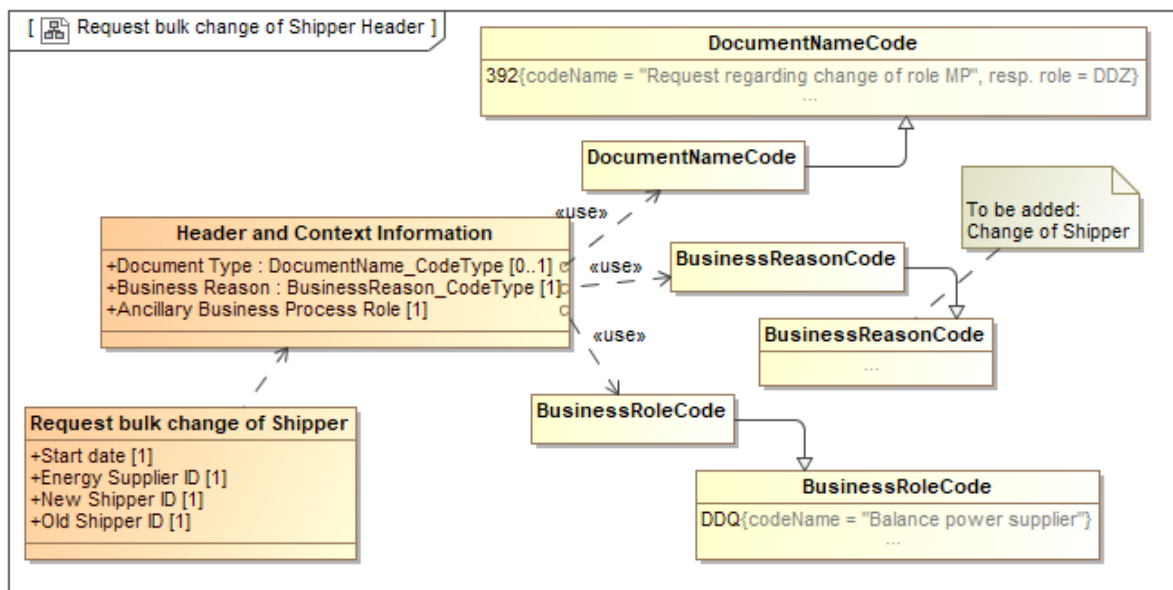 [ Request bulk change of Shipper Header ]
DocumentNameCode
392{codeName = "Request regarding change of role MP", resp. role = DDZ}
...
DocumentNameCode
To be added:
Change of Shipper
«use»
Header and Context Information
+Document Type : DocumentName_CodeType [0..1]
+Business Reason : BusinessReason_CodeType [1]
+Ancillary Business Process Role [1]
«use»
BusinessReasonCode
«use»
BusinessReasonCode
...
BusinessRoleCode
Request bulk change of Shipper
+Start date [1]
+Energy Supplier ID [1]
+New Shipper ID [1]
+Old Shipper ID [1]
BusinessRoleCode
DDQ{codeName = "Balance power supplier"}
...